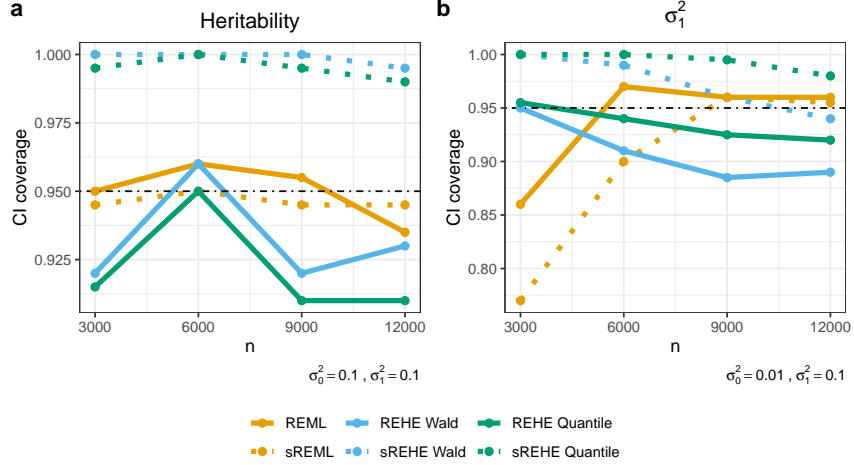 a
Heritability
1.000
0.975
0.950
0.925
CI coverage
3000 6000 9000 12000
n
σ₀² = 0.1 , σ₁² = 0.1
b
σ₁²
1.00
0.95
0.90
0.85
0.80
CI coverage
3000 6000 9000 12000
n
σ₀² = 0.01 , σ₁² = 0.1
REML REHE Wald REHE Quantile
sREML sREHE Wald sREHE Quantile